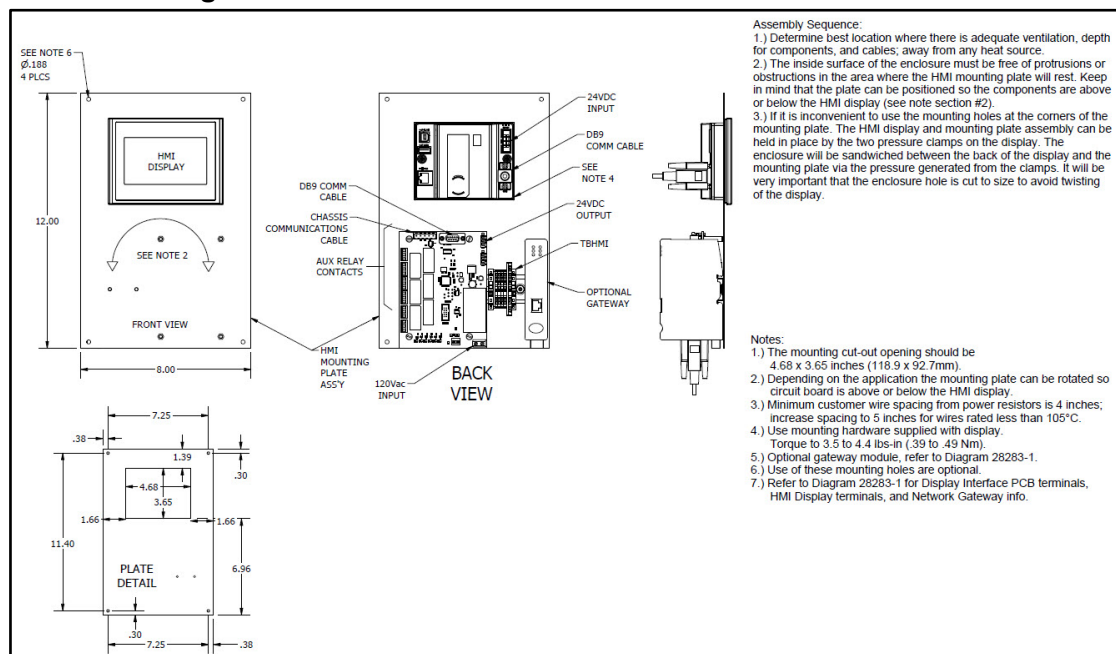 SEE NOTE 6
Ø.188
4 PLCS
HMI
DISPLAY
12.00
SEE NOTE 2
FRONT VIEW
8.00
HMI
MOUNTING
PLATE
ASS'Y
24VDC
INPUT
DB9
COMM CABLE
SEE
NOTE 4
24VDC
OUTPUT
TBHMI
OPTIONAL
GATEWAY
DB9 COMM
CABLE
CHASSIS
COMMUNICATIONS
CABLE
AUX RELAY
CONTACTS
120Vac
INPUT
BACK
VIEW
7.25
.38
1.39
.30
4.68
3.65
1.66
1.66
11.40
6.96
PLATE
DETAIL
.30
7.25
.38
Assembly Sequence:
1.) Determine best location where there is adequate ventilation, depth
for components, and cables; away from any heat source.
2.) The inside surface of the enclosure must be free of protrusions or
obstructions in the area where the HMI mounting plate will rest. Keep
in mind that the plate can be positioned so the components are above
or below the HMI display (see note section #2).
3.) If it is inconvenient to use the mounting holes at the corners of the
mounting plate. The HMI display and mounting plate assembly can be
held in place by the two pressure clamps on the display. The
enclosure will be sandwiched between the back of the display and the
mounting plate via the pressure generated from the clamps. It will be
very important that the enclosure hole is cut to size to avoid twisting
of the display.
Notes:
1.) The mounting cut-out opening should be
4.68 x 3.65 inches (118.9 x 92.7mm).
2.) Depending on the application the mounting plate can be rotated so
circuit board is above or below the HMI display.
3.) Minimum customer wire spacing from power resistors is 4 inches;
increase spacing to 5 inches for wires rated less than 105°C.
4.) Use mounting hardware supplied with display.
Torque to 3.5 to 4.4 lbs-in (.39 to .49 Nm).
5.) Optional gateway module, refer to Diagram 28283-1.
6.) Use of these mounting holes are optional.
7.) Refer to Diagram 28283-1 for Display Interface PCB terminals,
HMI Display terminals, and Network Gateway info.